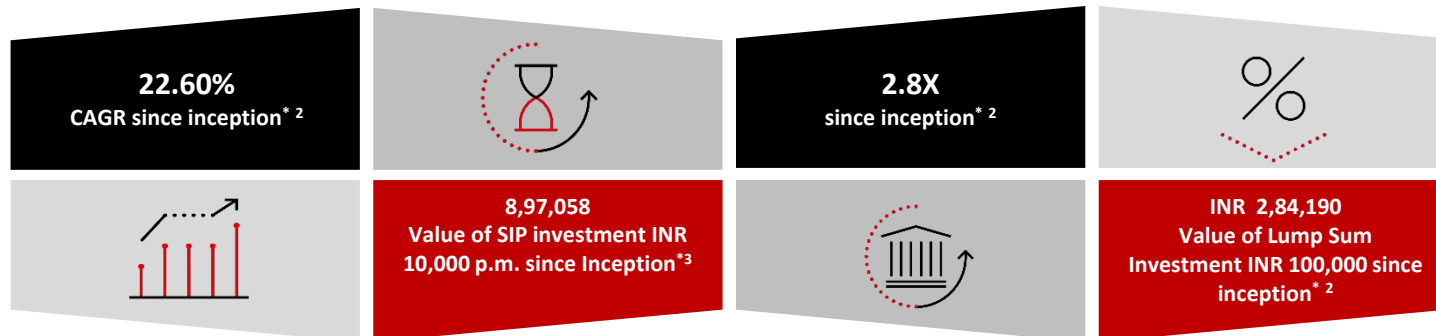 22.60%
CAGR since inception* 2
2.8X
since inception* 2
8,97,058
Value of SIP investment INR
10,000 p.m. since Inception*3
INR 2,84,190
Value of Lump Sum
Investment INR 100,000 since
inception* 2